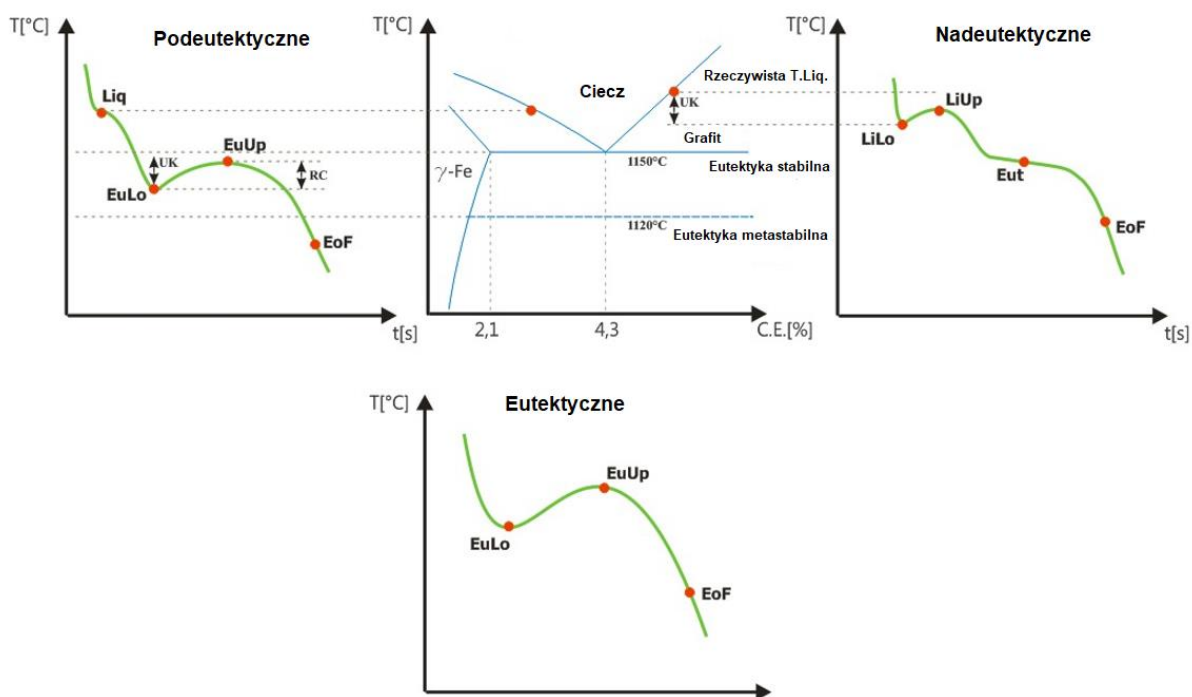 T[°C]
Podeutektyczne
Liq
EuUp
UK
RC
EuLo
EoF
t[s]
T[°C]
Ciecz
Rzeczywista T.Liq.
UK
Grafit
1150°C
Eutektyka stabilna
γ-Fe
1120°C
Eutektyka metastabilna
2,1
4,3
C.E.[%]
T[°C]
Nadeutektyczne
LiUp
LiLo
Eut
EoF
t[s]
T[°C]
Eutektyczne
EuUp
EuLo
EoF